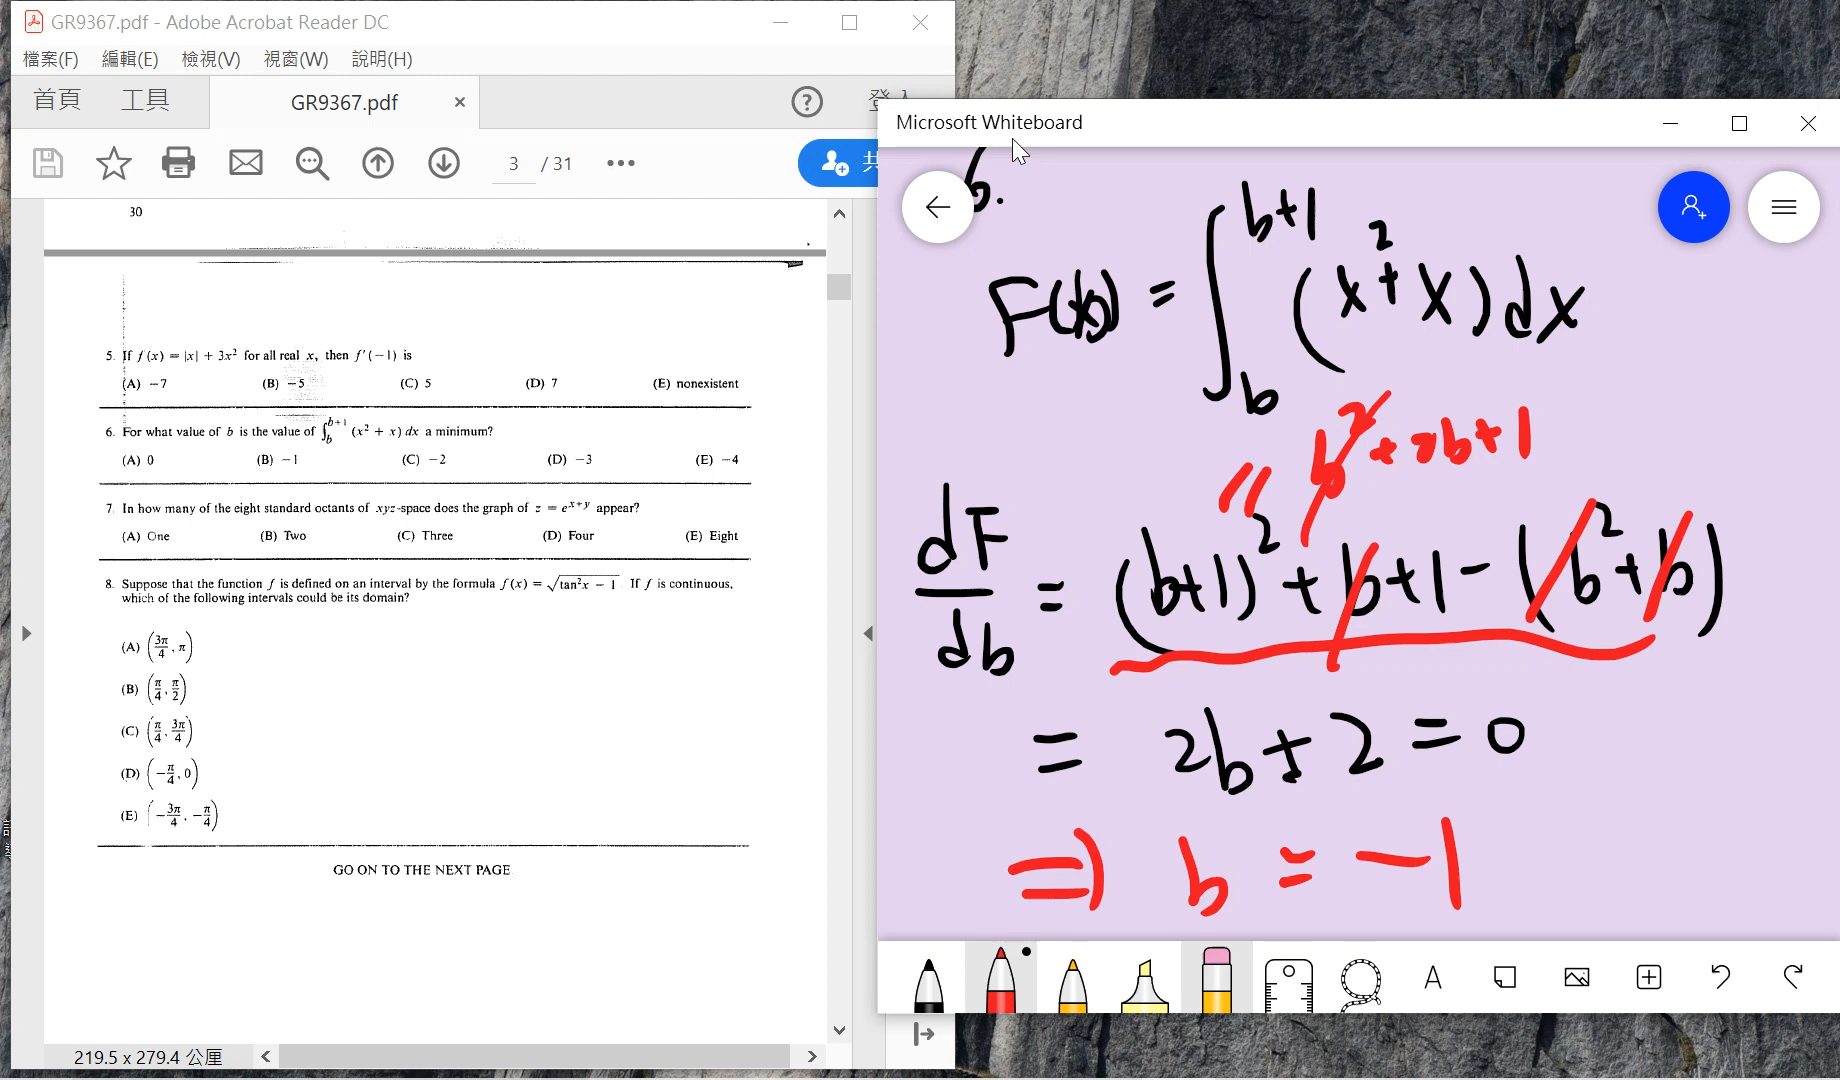 GR9367.pdf - Adobe Acrobat Reader DC
檔案(F) 編輯(E) 檢視(V) 視窗(W) 說明(H)
首頁 工具 GR9367.pdf × ? 登入
3 / 31 ••• 共
30
5. If f(x) = |x| + 3x² for all real x, then f′(−1) is
(A) −7 (B) −5 (C) 5 (D) 7 (E) nonexistent
6. For what value of b is the value of ∫_b^{b+1} (x² + x) dx a minimum?
(A) 0 (B) −1 (C) −2 (D) −3 (E) −4
7. In how many of the eight standard octants of xyz-space does the graph of z = e^{x+y} appear?
(A) One (B) Two (C) Three (D) Four (E) Eight
8. Suppose that the function f is defined on an interval by the formula f(x) = √(tan²x − 1). If f is continuous,
which of the following intervals could be its domain?
(A) (3π/4, π)
(B) (π/4, π/2)
(C) (π/4, 3π/4)
(D) (−π/4, 0)
(E) (−3π/4, −π/4)
GO ON TO THE NEXT PAGE
219.5 x 279.4 公厘
Microsoft Whiteboard
6.
F(b) = ∫_b^{b+1} (x²+x)dx
b²+2b+1
dF/db = (b+1)²+b+1−(b²+b)
= 2b+2=0
⇒ b = −1
A